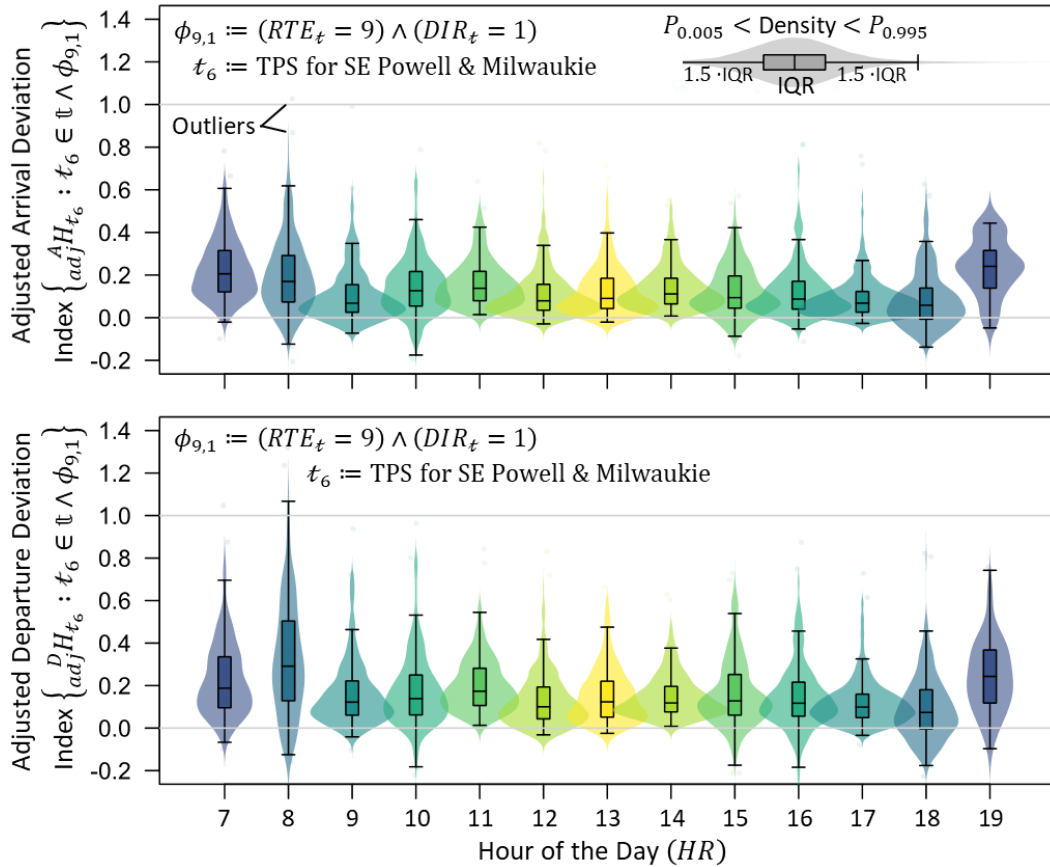 1.4
1.2
1.0
0.8
0.6
0.4
0.2
0.0
-0.2
Adjusted Arrival Deviation
Index {ᴬadjHt₆ : t₆ ∈ 𝕥 ∧ ϕ₉,₁}
ϕ₉,₁ ≔ (RTEₜ = 9) ∧ (DIRₜ = 1)
t₆ ≔ TPS for SE Powell & Milwaukie
P₀.₀₀₅ < Density < P₀.₉₉₅
1.5 ·IQR
IQR
1.5 ·IQR
Outliers
1.4
1.2
1.0
0.8
0.6
0.4
0.2
0.0
-0.2
Adjusted Departure Deviation
Index {ᴰadjHt₆ : t₆ ∈ 𝕥 ∧ ϕ₉,₁}
ϕ₉,₁ ≔ (RTEₜ = 9) ∧ (DIRₜ = 1)
t₆ ≔ TPS for SE Powell & Milwaukie
7 8 9 10 11 12 13 14 15 16 17 18 19
Hour of the Day (HR)